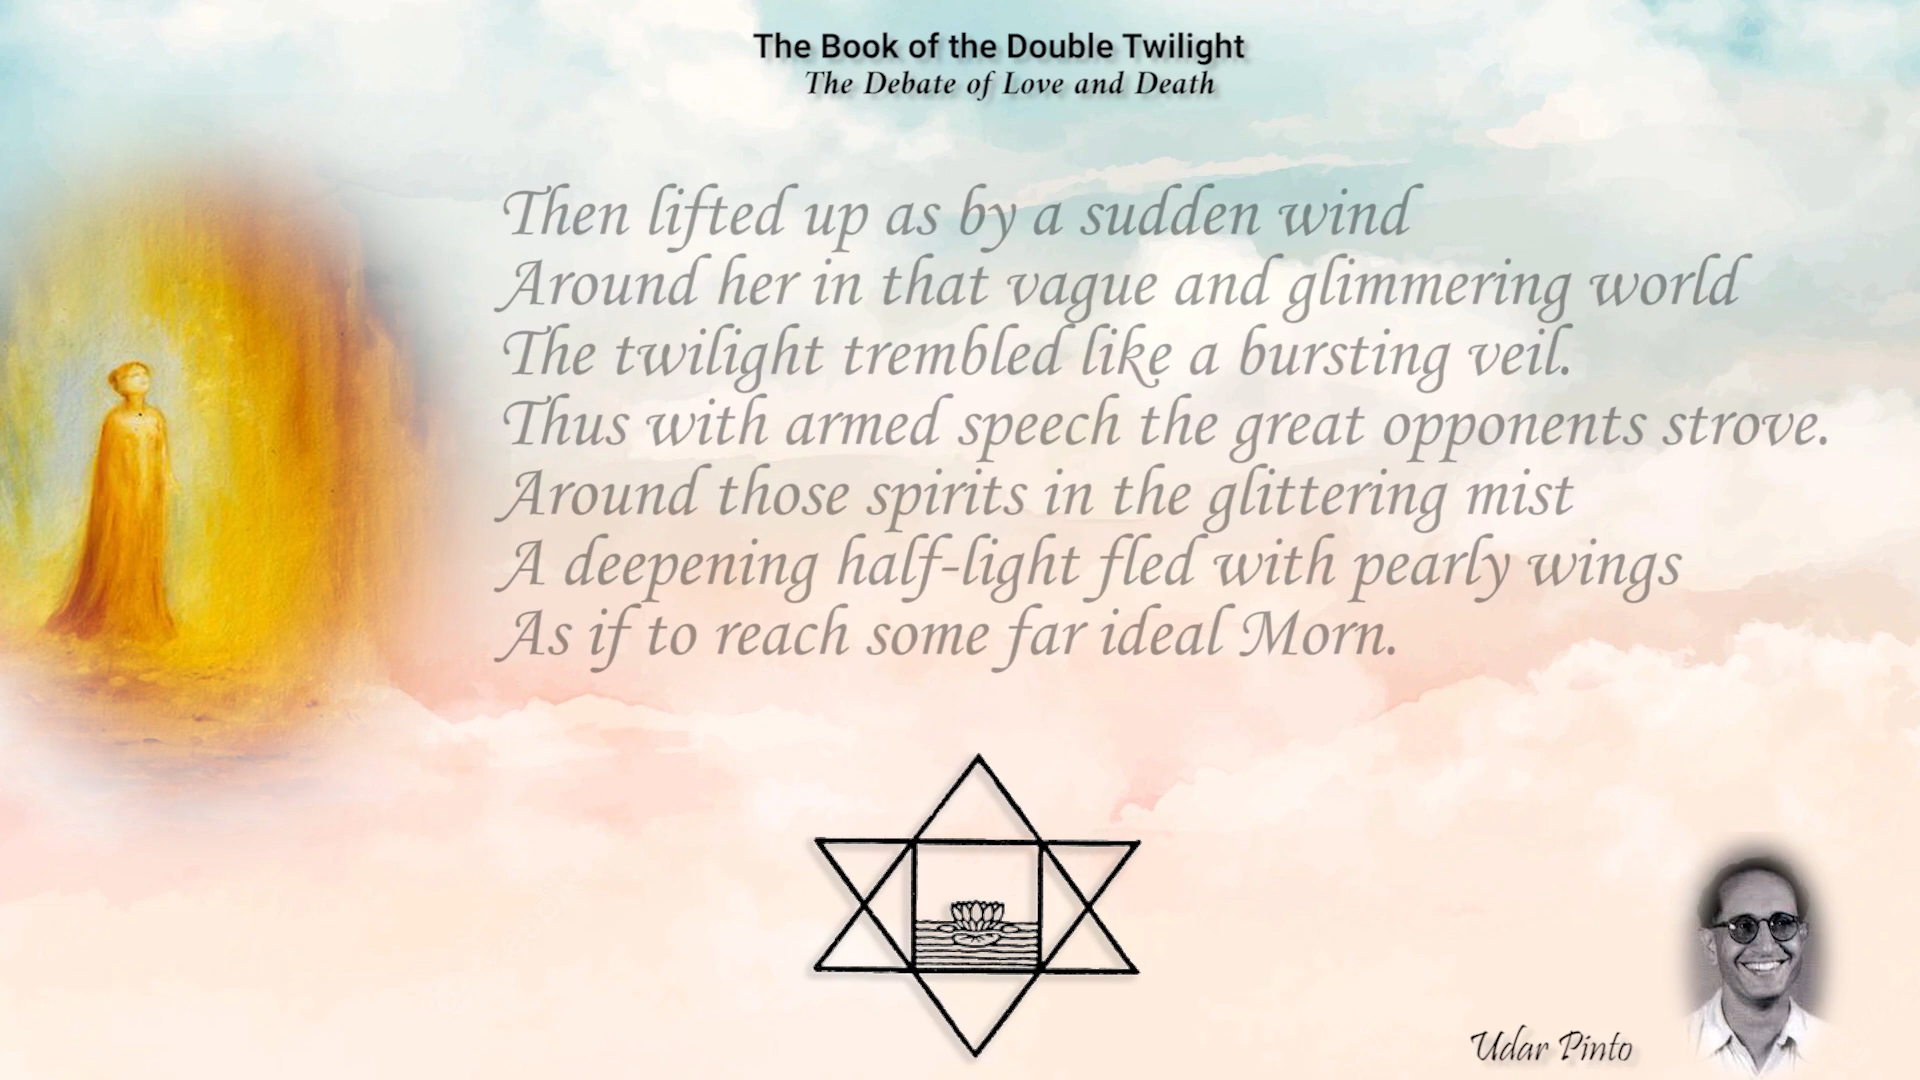 The Book of the Double Twilight
The Debate of Love and Death
Then lifted up as by a sudden wind
Around her in that vague and glimmering world
The twilight trembled like a bursting veil.
Thus with armed speech the great opponents strove.
Around those spirits in the glittering mist
A deepening half-light fled with pearly wings
As if to reach some far ideal Morn.
Udar Pinto